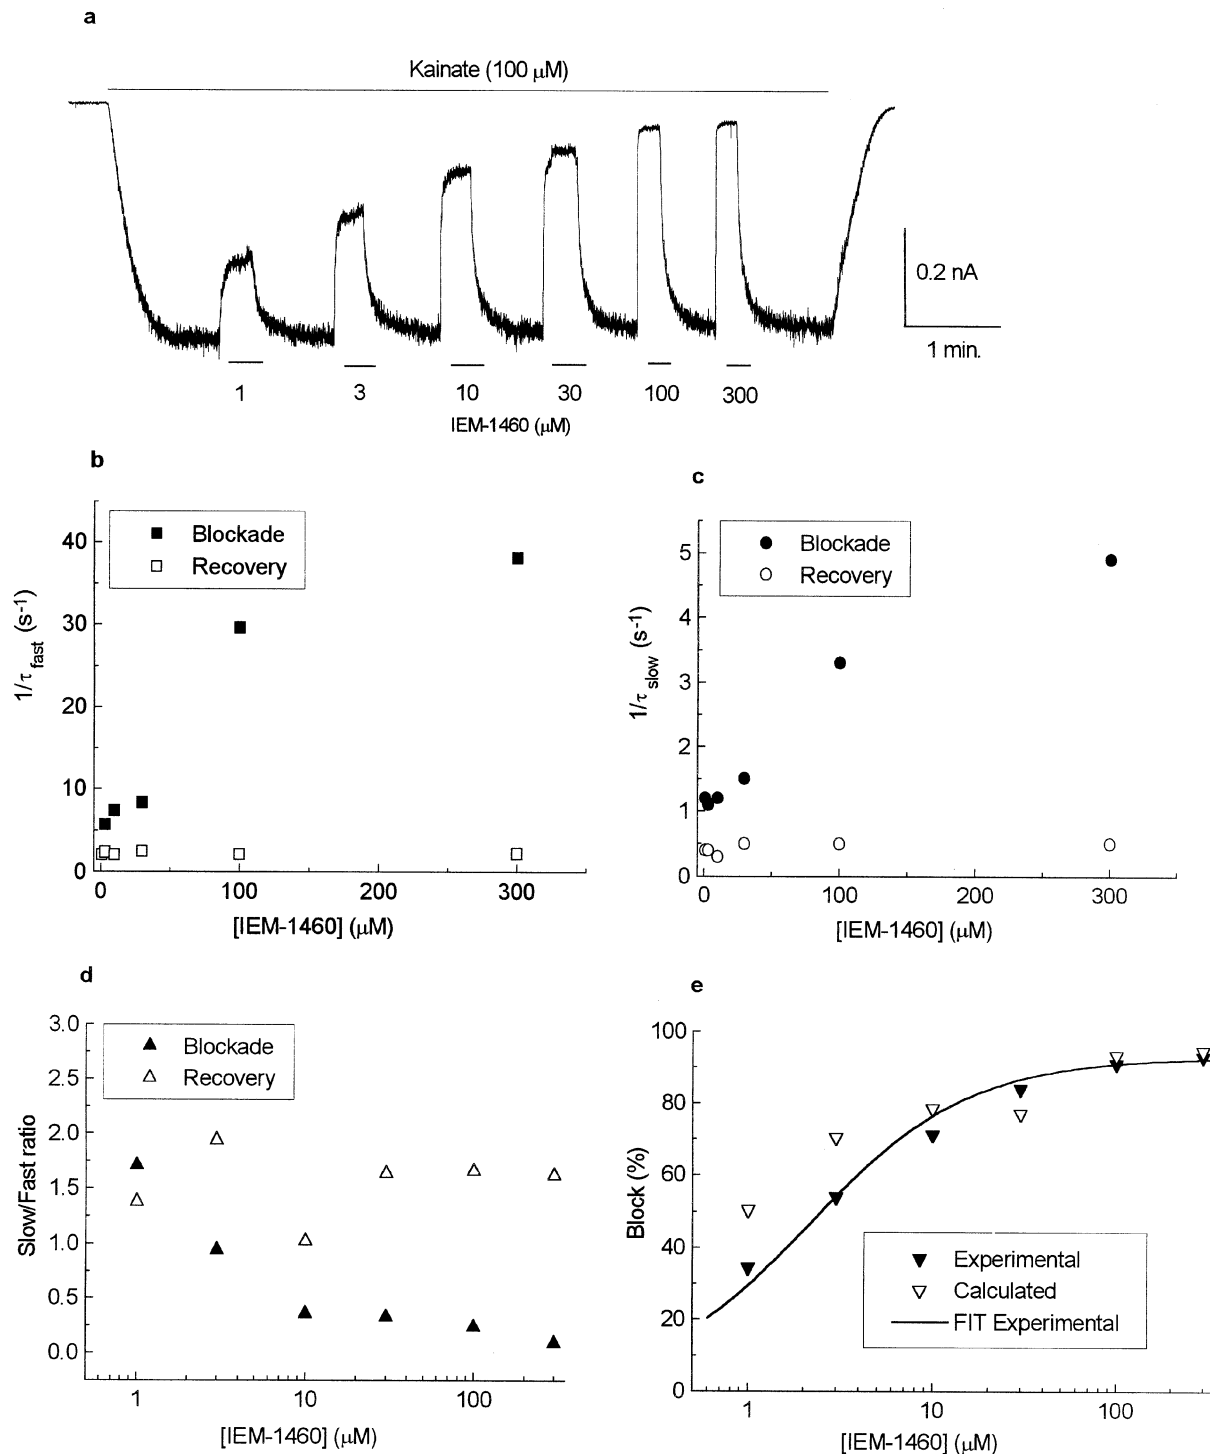 a
Kainate (100 μM)
0.2 nA
1 min.
1 3 10 30 100 300
IEM-1460 (μM)
b
Blockade
Recovery
40
30
20
10
0
1/τ fast (s-1)
0 100 200 300
[IEM-1460] (μM)
c
Blockade
Recovery
5
4
3
2
1
0
1/τ slow (s-1)
0 100 200 300
[IEM-1460] (μM)
d
Blockade
Recovery
3.0
2.5
2.0
1.5
1.0
0.5
0.0
Slow/Fast ratio
1 10 100
[IEM-1460] (μM)
e
100
80
60
40
20
0
Block (%)
Experimental
Calculated
FIT Experimental
1 10 100
[IEM-1460] (μM)